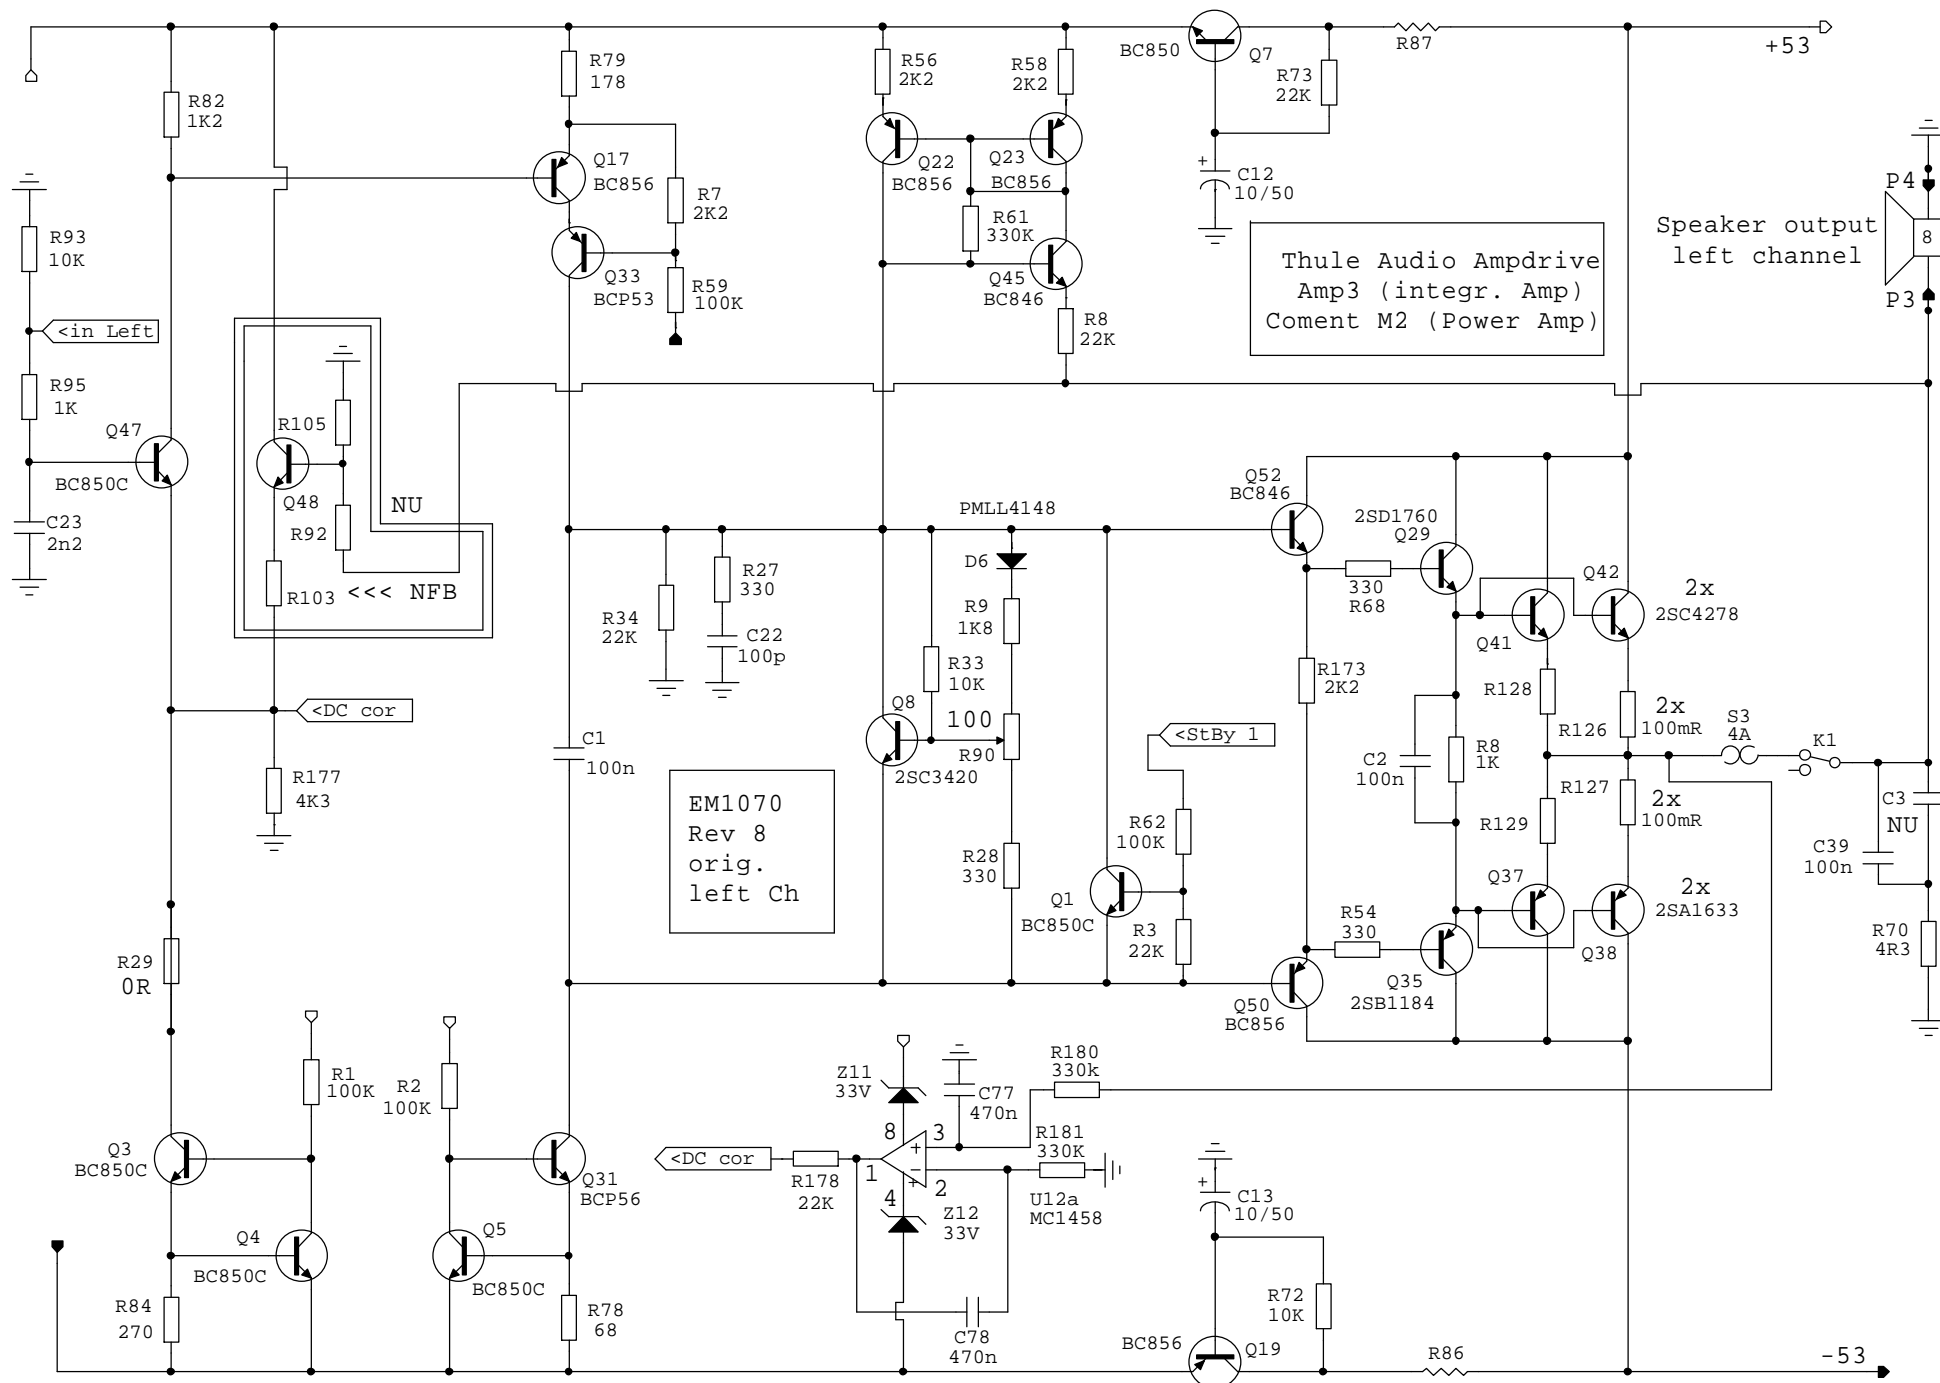 +53
R87
BC850
Q7
R73
22K
R79
178
R56
2K2
R58
2K2
R82
1K2
Q17
BC856
Q22
BC856
Q23
BC856
C12
10/50
R7
2K2
P4
Speaker output
left channel
8
P3
R93
10K
R61
330K
Q33
BCP53
R59
100K
Q45
BC846
Thule Audio Ampdrive
Amp3 (integr. Amp)
Coment M2 (Power Amp)
<in Left
R8
22K
R95
1K
R105
Q47
BC850C
Q48
NU
R92
C23
2n2
R103
<<< NFB
PMLL4148
D6
Q52
BC846
2SD1760
Q29
330
R68
Q42
2x
2SC4278
Q41
R27
330
R34
22K
C22
100p
R9
1K8
R33
10K
R173
2K2
R128
<DC cor
Q8
100
R90
2SC3420
<StBy 1
2x
100mR
R126
S3
4A
K1
C1
100n
C2
100n
R8
1K
R177
4K3
EM1070
Rev 8
orig.
left Ch
R127
2x
100mR
R129
C3
NU
C39
100n
R62
100K
R28
330
Q1
BC850C
R3
22K
Q37
2x
2SA1633
R54
330
Q38
R70
4R3
R29
0R
Q35
2SB1184
Q50
BC856
R1
100K
R2
100K
Z11
33V
C77
470n
R180
330k
8
3
R181
330K
Q3
BC850C
Q31
BCP56
<DC cor
R178
22K
1
+
−
+
2
4
U12a
MC1458
Z12
33V
+
C13
10/50
+
Q4
BC850C
Q5
BC850C
R84
270
R78
68
C78
470n
R72
10K
BC856
Q19
R86
-53